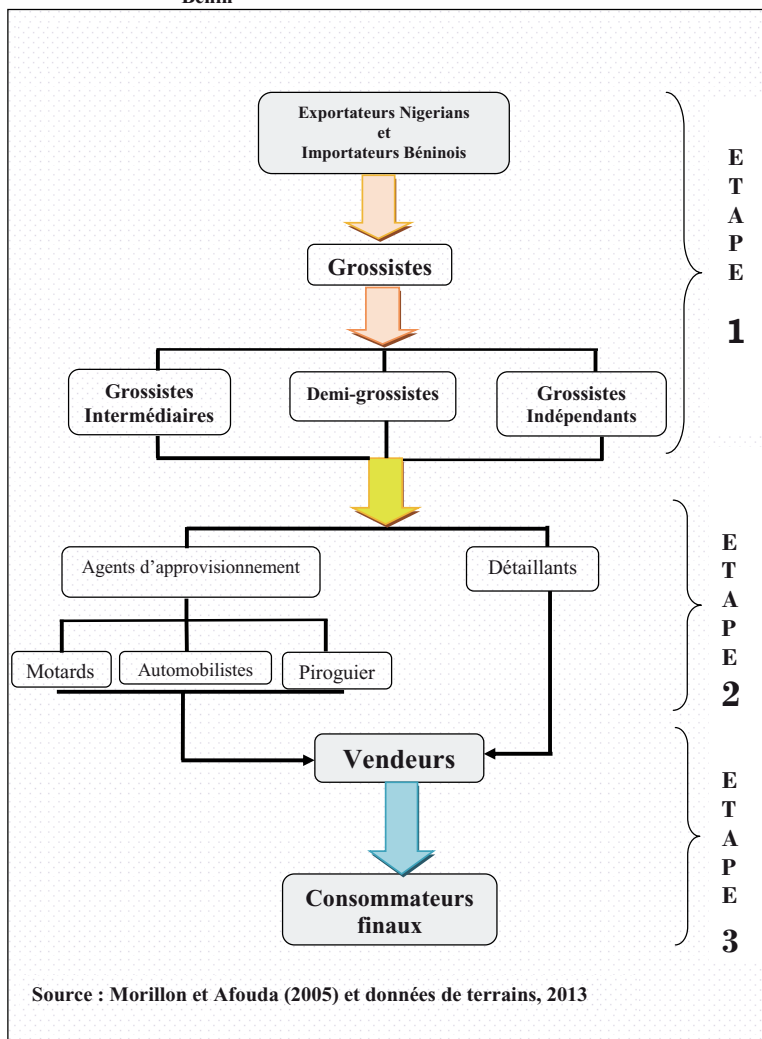 Bénin
Exportateurs Nigerians
et
Importateurs Béninois
Grossistes
Grossistes
Intermédiaires
Demi-grossistes
Grossistes
Indépendants
E
T
A
P
E
1
Agents d’approvisionnement
Détaillants
Motards
Automobilistes
Piroguier
E
T
A
P
E
2
Vendeurs
Consommateurs
finaux
E
T
A
P
E
3
Source : Morillon et Afouda (2005) et données de terrains, 2013